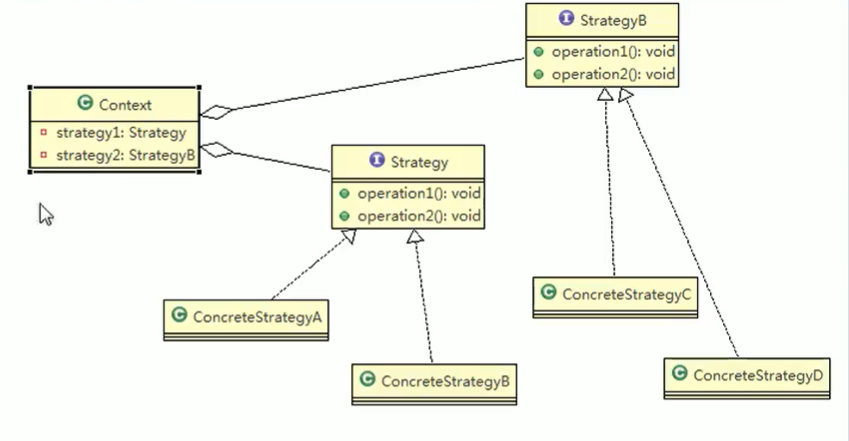 StrategyB
operation1(): void
operation2(): void
Context
strategy1: Strategy
strategy2: StrategyB
Strategy
operation1(): void
operation2(): void
ConcreteStrategyA
ConcreteStrategyB
ConcreteStrategyC
ConcreteStrategyD